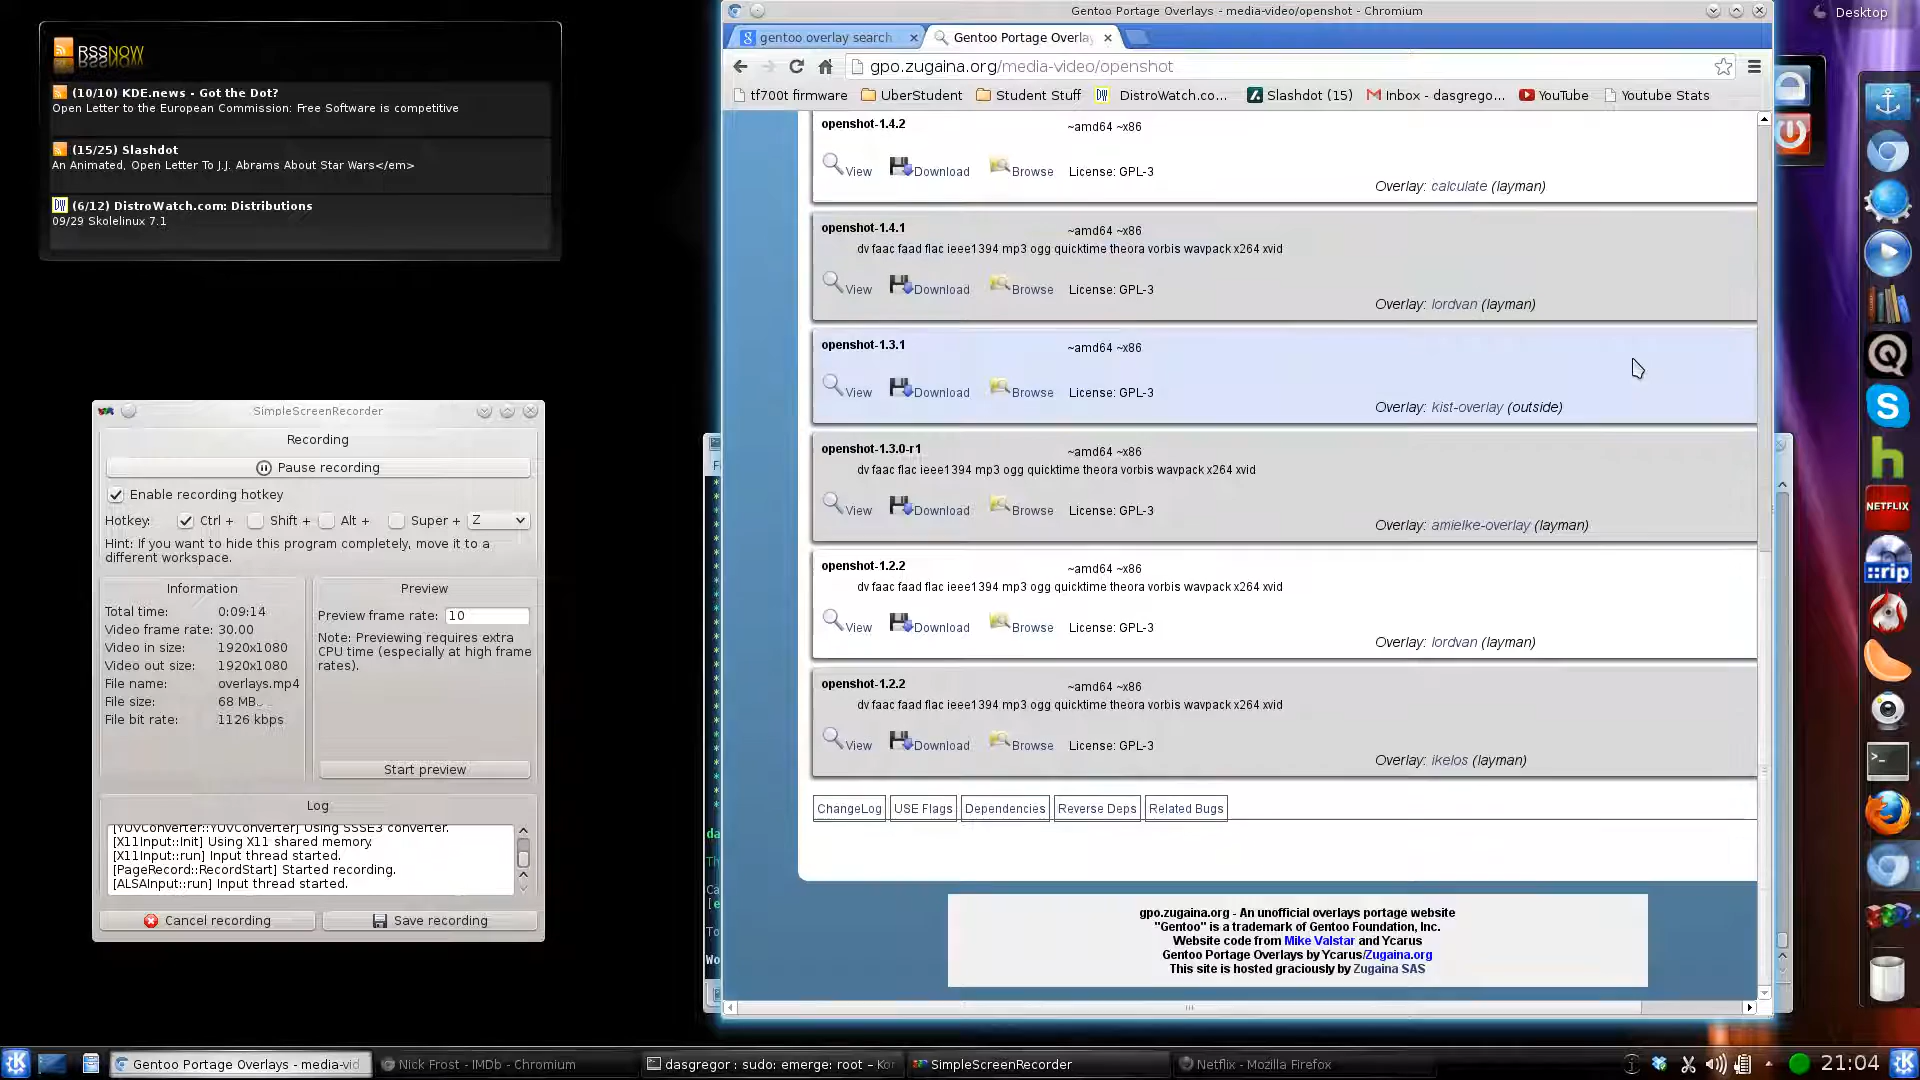 RSSNOW
(10/10) KDE.news - Got the Dot?
Open Letter to the European Commission: Free Software is competitive
(15/25) Slashdot
An Animated, Open Letter To J.J. Abrams About Star Wars</em>
(6/12) DistroWatch.com: Distributions
09/29 Skolelinux 7.1
SimpleScreenRecorder
Recording
Pause recording
Enable recording hotkey
Hotkey: Ctrl + Shift + Alt + Super + Z
Hint: If you want to hide this program completely, move it to a
different workspace.
Information
Total time: 0:09:14
Video frame rate: 30.00
Video in size: 1920x1080
Video out size: 1920x1080
File name: overlays.mp4
File size: 68 MB
File bit rate: 1126 kbps
Preview
Preview frame rate: 10
Note: Previewing requires extra
CPU time (especially at high frame
rates).
Start preview
Log
[YUVConverter::YUVConverter] Using SSSE3 converter.
[X11Input::Init] Using X11 shared memory.
[X11Input::run] Input thread started.
[PageRecord::RecordStart] Started recording.
[ALSAInput::run] Input thread started.
Cancel recording
Save recording
Gentoo Portage Overlays - media-video/openshot - Chromium
gentoo overlay search
Gentoo Portage Overla
gpo.zugaina.org/media-video/openshot
tf700t firmware UberStudent Student Stuff DistroWatch.co... Slashdot (15) Inbox - dasgrego... YouTube Youtube Stats
openshot-1.4.2 ~amd64 ~x86
View Download Browse License: GPL-3
Overlay: calculate (layman)
openshot-1.4.1 ~amd64 ~x86
dv faac faad flac ieee1394 mp3 ogg quicktime theora vorbis wavpack x264 xvid
View Download Browse License: GPL-3
Overlay: lordvan (layman)
openshot-1.3.1 ~amd64 ~x86
View Download Browse License: GPL-3
Overlay: kist-overlay (outside)
openshot-1.3.0-r1 ~amd64 ~x86
dv faac flac ieee1394 mp3 ogg quicktime theora vorbis wavpack x264 xvid
View Download Browse License: GPL-3
Overlay: amielke-overlay (layman)
openshot-1.2.2 ~amd64 ~x86
dv faac faad flac ieee1394 mp3 ogg quicktime theora vorbis wavpack x264 xvid
View Download Browse License: GPL-3
Overlay: lordvan (layman)
openshot-1.2.2 ~amd64 ~x86
dv faac faad flac ieee1394 mp3 ogg quicktime theora vorbis wavpack x264 xvid
View Download Browse License: GPL-3
Overlay: ikelos (layman)
ChangeLog USE Flags Dependencies Reverse Deps Related Bugs
gpo.zugaina.org - An unofficial overlays portage website
"Gentoo" is a trademark of Gentoo Foundation, Inc.
Website code from Mike Valstar and Ycarus
Gentoo Portage Overlays by Ycarus/Zugaina.org
This site is hosted graciously by Zugaina SAS
Desktop
NETFLIX
::rip
Gentoo Portage Overlays - media-vid
Nick Frost - IMDb - Chromium
dasgregor : sudo: emerge: root – Ko
SimpleScreenRecorder
Netflix - Mozilla Firefox
21:04